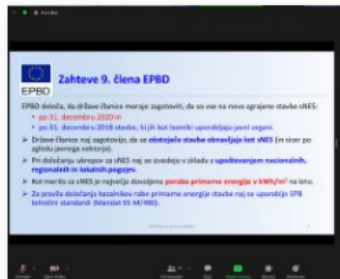 EPBD
Zahteve 9. člena EPBD
EPBD določa, da države članice morajo zagotoviti, da so vse na novo zgrajene stavbe sNES:
• po 31. decembru 2020 in
• po 31. decembru 2018 stavbe, ki jih kot lastniki uporabljajo javni organi.
➢ Države članice naj zagotovijo, da se obstoječe stavbe obnavljajo kot sNES (in sicer po
zgledu javnega sektorja).
➢ Pri določanju ukrepov za sNES naj se izvedejo v skladu s upoštevanjem nacionalnih,
regionalnih in lokalnih pogojev.
➢ Kot merilo za sNES je največja dovoljena poraba primarne energije v kWh/m² na leto.
➢ Za pravila določanja kazalnikov rabe primarne energije stavbe naj se uporabijo EPB
tehnični standardi (Mandat EK M/480).